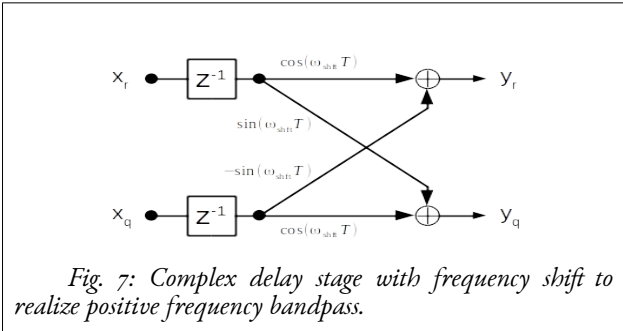 cos(ω_shift T)
x_r
Z⁻¹
y_r
sin(ω_shift T)
−sin(ω_shift T)
x_q
Z⁻¹
y_q
cos(ω_shift T)
Fig. 7: Complex delay stage with frequency shift to
realize positive frequency bandpass.